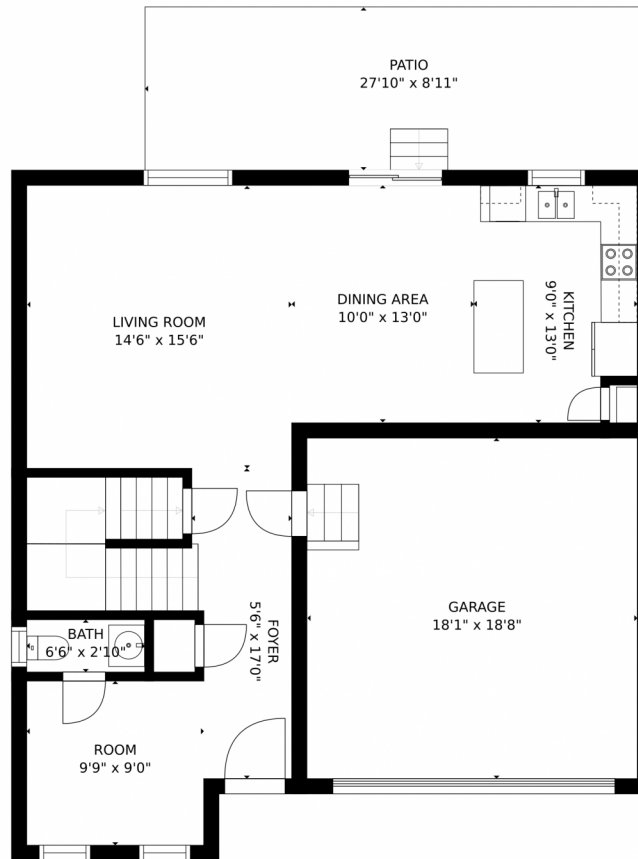 PATIO
27'10" x 8'11"
LIVING ROOM
14'6" x 15'6"
DINING AREA
10'0" x 13'0"
KITCHEN
9'0" x 13'0"
GARAGE
18'1" x 18'8"
FOYER
5'6" x 17'0"
BATH
6'6" x 2'10"
ROOM
9'9" x 9'0"